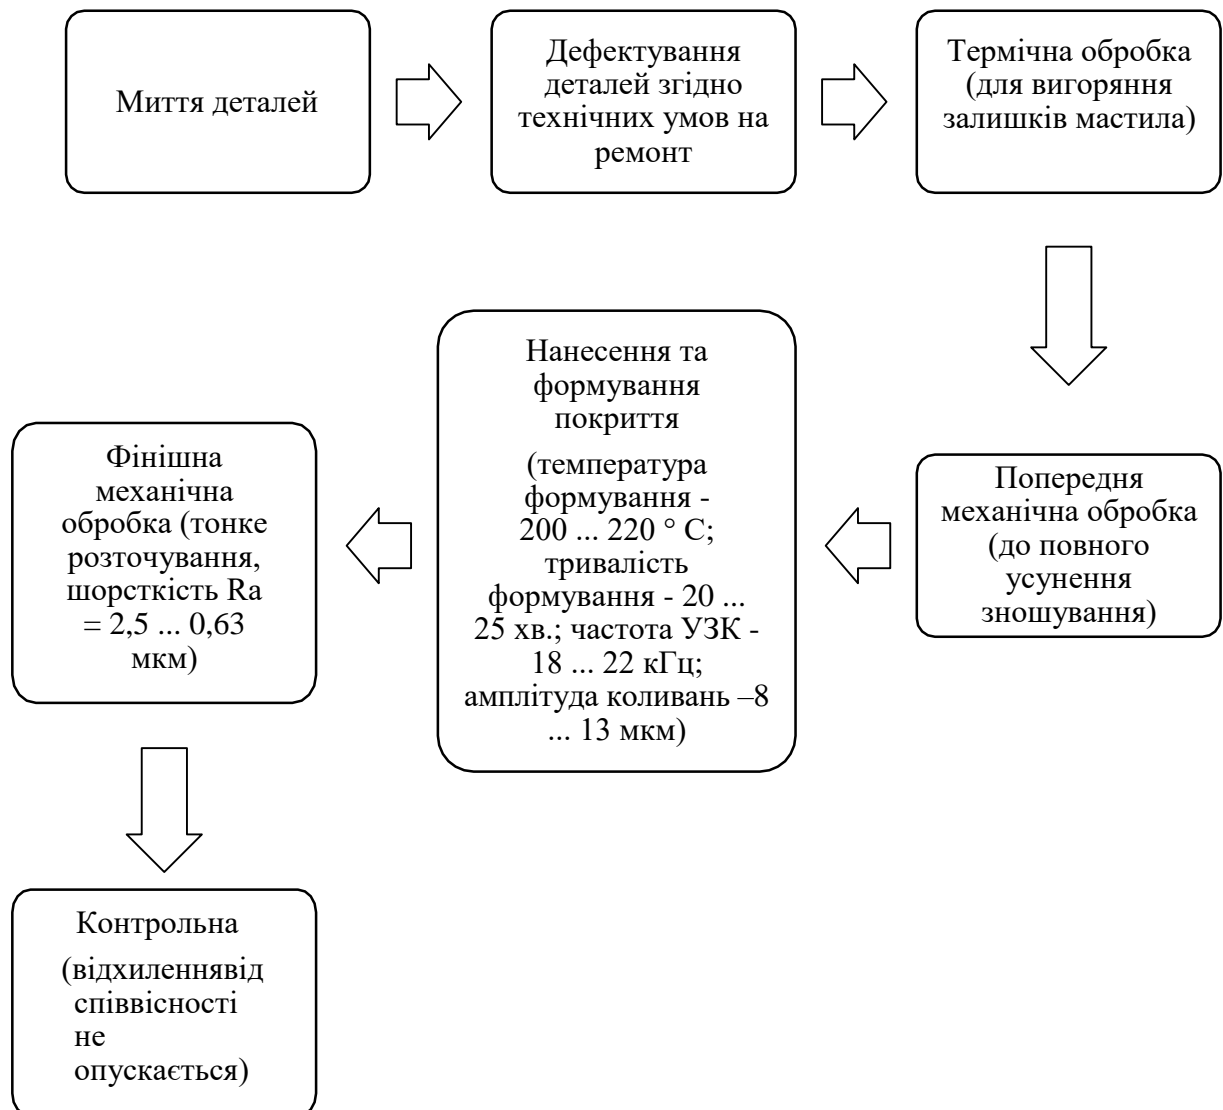 Миття деталей
Дефектування
деталей згідно
технічних умов на
ремонт
Термічна обробка
(для вигоряння
залишків мастила)
Попередня
механічна обробка
(до повного
усунення
зношування)
Нанесення та
формування
покриття
(температура
формування -
200 ... 220 ° С;
тривалість
формування - 20 ...
25 хв.; частота УЗК -
18 ... 22 кГц;
амплітуда коливань –8
... 13 мкм)
Фінішна
механічна
обробка (тонке
розточування,
шорсткість Ra
= 2,5 ... 0,63
мкм)
Контрольна
(відхиленнявід
співвісності
не
опускається)